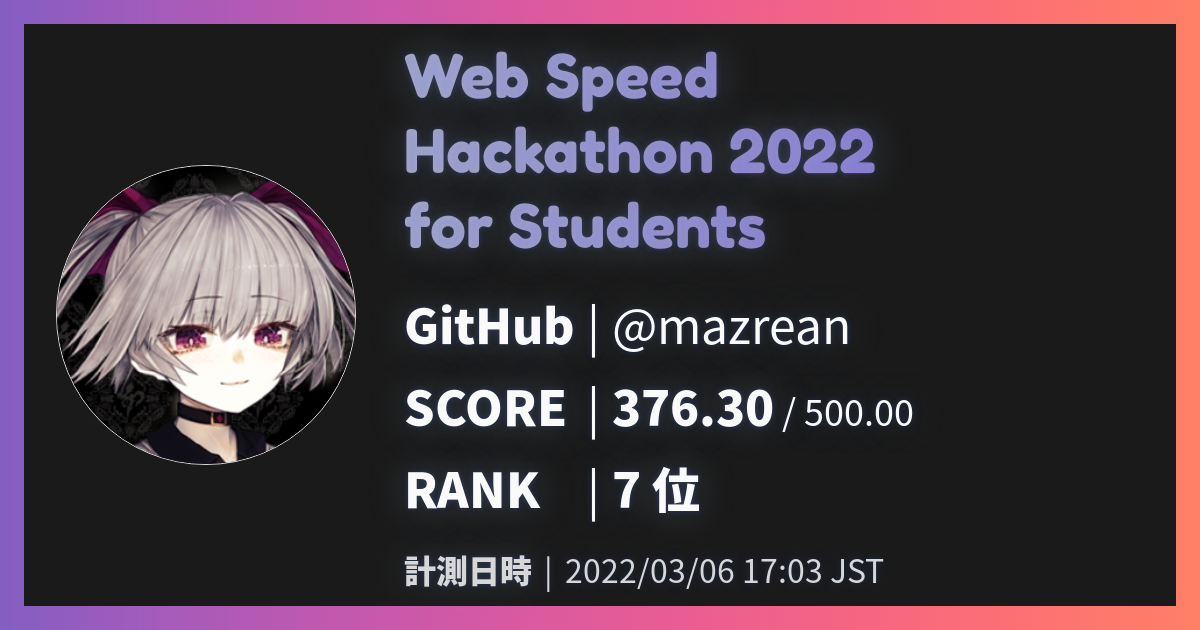 Web Speed
Hackathon 2022
for Students
GitHub | @mazrean
SCORE | 376.30 / 500.00
RANK | 7 位
計測日時 | 2022/03/06 17:03 JST